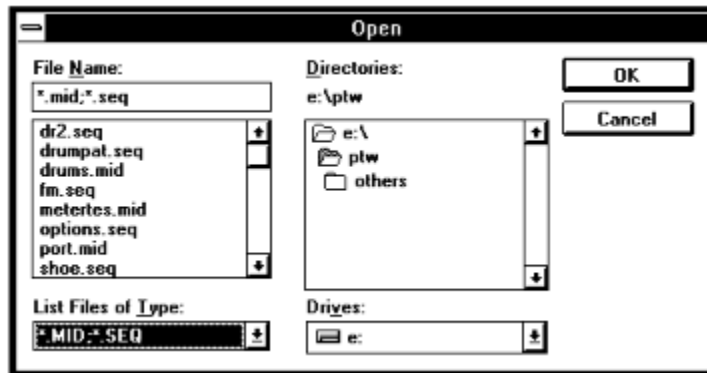 Open
File Name:
*.mid;*.seq
dr2.seq
drumpat.seq
drums.mid
fm.seq
metertes.mid
options.seq
port.mid
shoe.seq
List Files of Type:
*.MID;*.SEQ
Directories:
e:\ptw
e:\
ptw
others
Drives:
e:
OK
Cancel